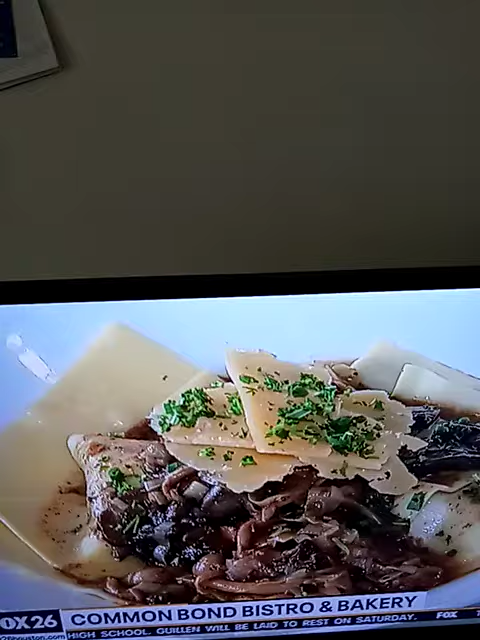 OX26 COMMON BOND BISTRO & BAKERY
HIGH SCHOOL. GUILLEN WILL BE LAID TO REST ON SATURDAY. FOX